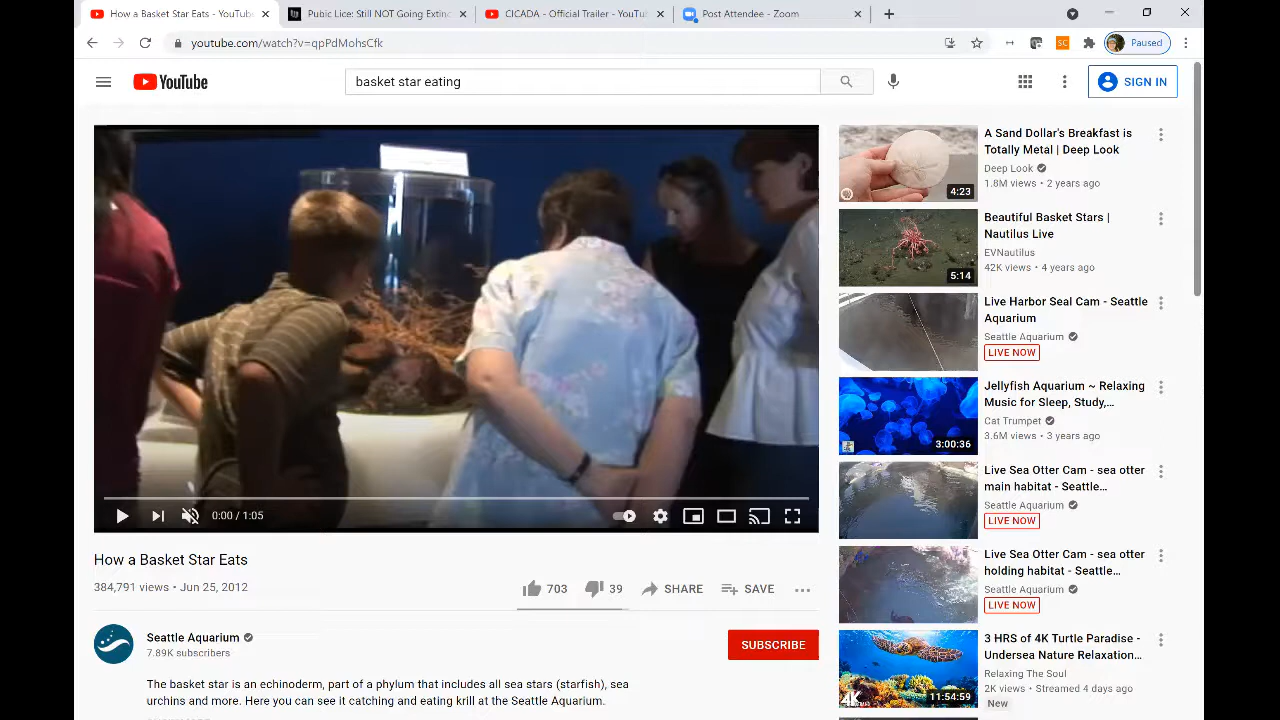 How a Basket Star Eats - YouTube
Pubic Lice: Still NOT Going Extinc
- Official Trailer - YouTu
Post Attendee - Zoom
youtube.com/watch?v=qpPdMohsCfk
SC
Paused
YouTube
basket star eating
SIGN IN
A Sand Dollar's Breakfast is
Totally Metal | Deep Look
Deep Look
1.8M views • 2 years ago
4:23
Beautiful Basket Stars |
Nautilus Live
EVNautilus
42K views • 4 years ago
5:14
Live Harbor Seal Cam - Seattle
Aquarium
Seattle Aquarium
LIVE NOW
Jellyfish Aquarium ~ Relaxing
Music for Sleep, Study,...
Cat Trumpet
3.6M views • 3 years ago
3:00:36
Live Sea Otter Cam - sea otter
main habitat - Seattle...
Seattle Aquarium
LIVE NOW
Live Sea Otter Cam - sea otter
holding habitat - Seattle...
Seattle Aquarium
LIVE NOW
3 HRS of 4K Turtle Paradise -
Undersea Nature Relaxation...
Relaxing The Soul
2K views • Streamed 4 days ago
New
11:54:59
0:00 / 1:05
How a Basket Star Eats
384,791 views • Jun 25, 2012
703
39
SHARE
SAVE
Seattle Aquarium
7.89K subscribers
SUBSCRIBE
The basket star is an echinoderm, part of a phylum that includes all sea stars (starfish), sea
urchins and more. Here you can see it catching and eating krill at the Seattle Aquarium.